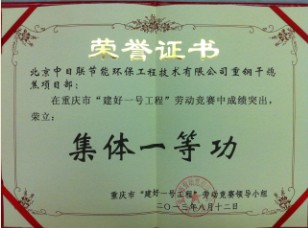 荣誉证书
北京中日联节能环保工程技术有限公司重钢干熄
焦项目部：
在重庆市“建好一号工程”劳动竞赛中成绩突出，
荣立：
集体一等功
重庆市“建好一号工程”劳动竞赛领导小组
二〇一三年八月十二日